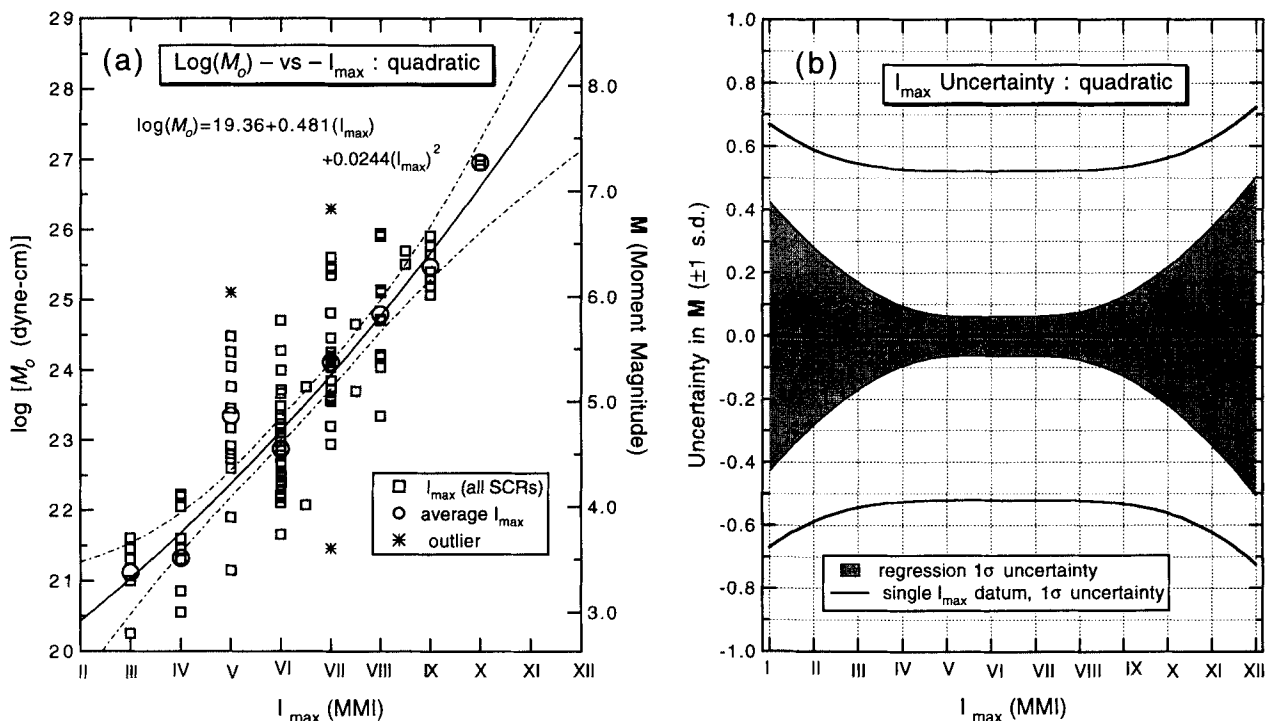 (a)
Log(Mo) - vs - Imax : quadratic
log(Mo)=19.36+0.481(Imax)
+0.0244(Imax)2
29
28
27
26
25
24
23
22
21
20
log [Mo (dyne-cm)]
8.0
7.0
6.0
5.0
4.0
3.0
M (Moment Magnitude)
Imax (all SCRs)
average Imax
outlier
II III IV V VI VII VIII IX X XI XII
Imax (MMI)
(b)
Imax Uncertainty : quadratic
1.0
0.8
0.6
0.4
0.2
0.0
-0.2
-0.4
-0.6
-0.8
-1.0
Uncertainty in M (±1 s.d.)
regression 1σ uncertainty
single Imax datum, 1σ uncertainty
I II III IV V VI VII VIII IX X XI XII
Imax (MMI)